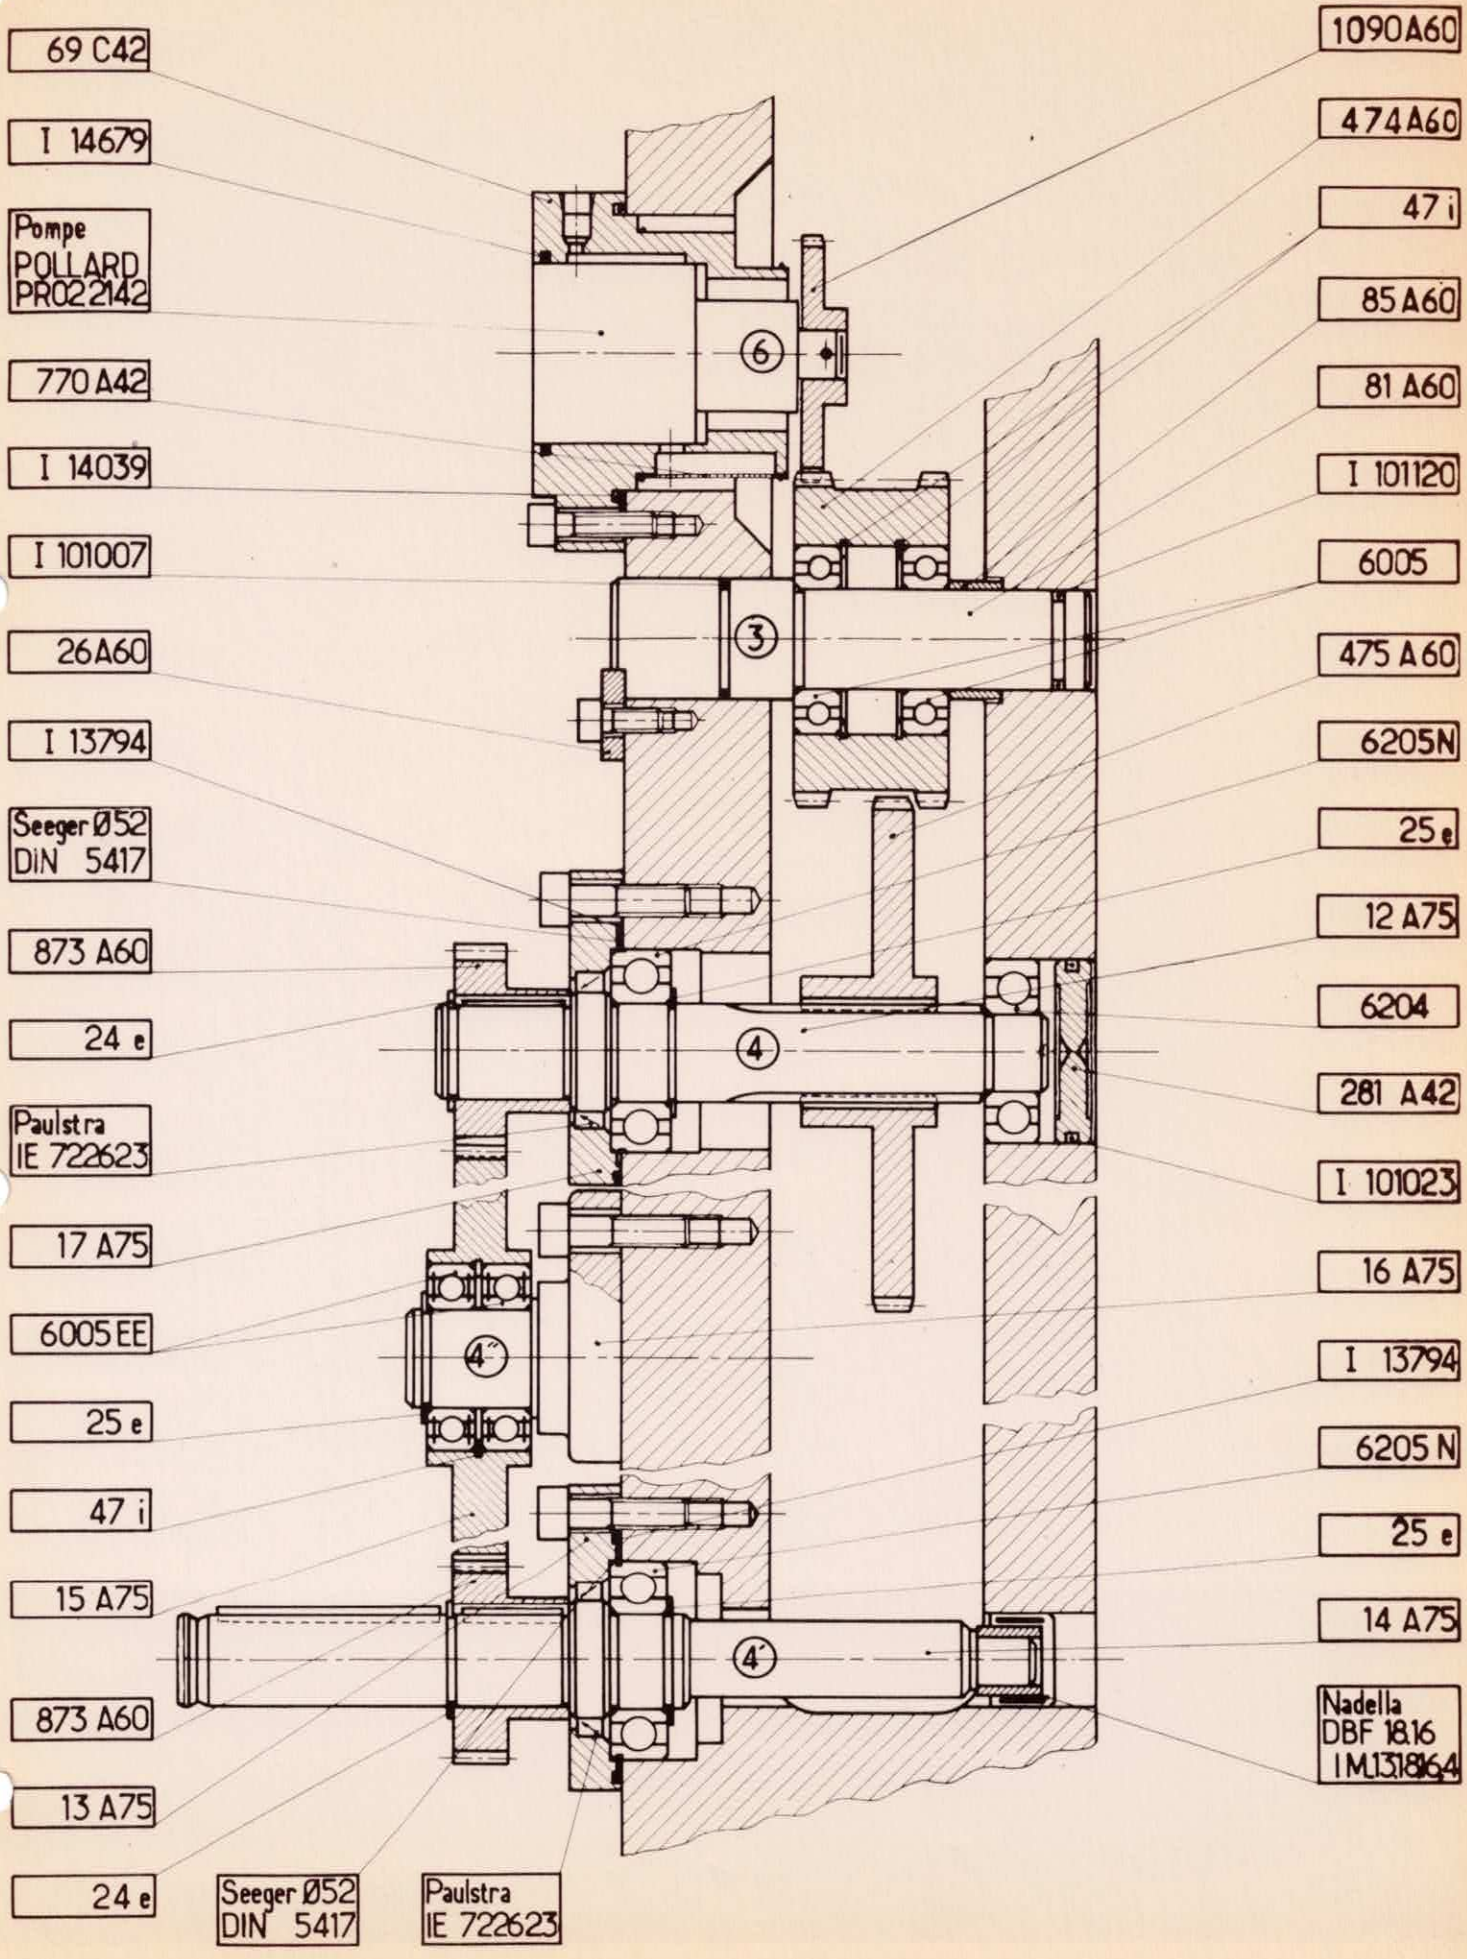 69 C42
I 14679
Pompe
POLLARD
PRO22142
770 A42
I 14039
I 101007
26A60
I 13794
Seeger Ø52
DIN 5417
873 A60
24 e
Paulstra
IE 722623
17 A75
6005EE
25 e
47 i
15 A75
873 A60
13 A75
24 e
Seeger Ø52
DIN 5417
Paulstra
IE 722623
6
3
4
4"
4'
1090A60
474A60
47 i
85A60
81 A60
I 101120
6005
475 A60
6205N
25 e
12 A75
6204
281 A42
I 101023
16 A75
I 13794
6205 N
25 e
14 A75
Nadella
DBF 18.16